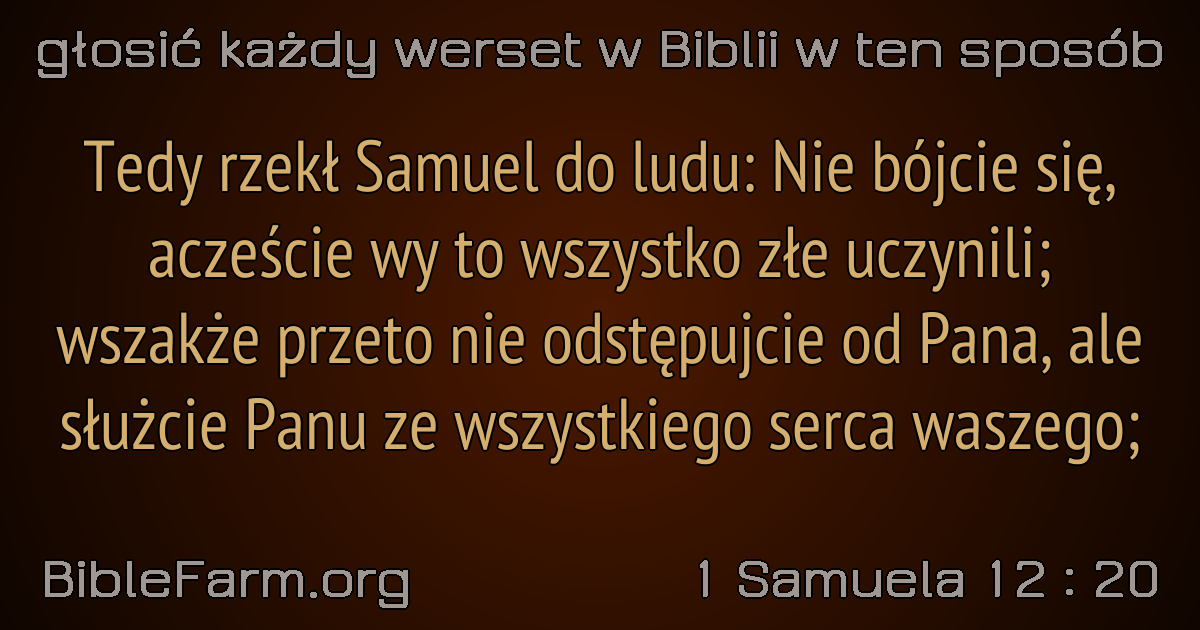 głosić każdy werset w Biblii w ten sposób
Tedy rzekł Samuel do ludu: Nie bójcie się,
aczeście wy to wszystko złe uczynili;
wszakże przeto nie odstępujcie od Pana, ale
służcie Panu ze wszystkiego serca waszego;
BibleFarm.org
1 Samuela 12 : 20